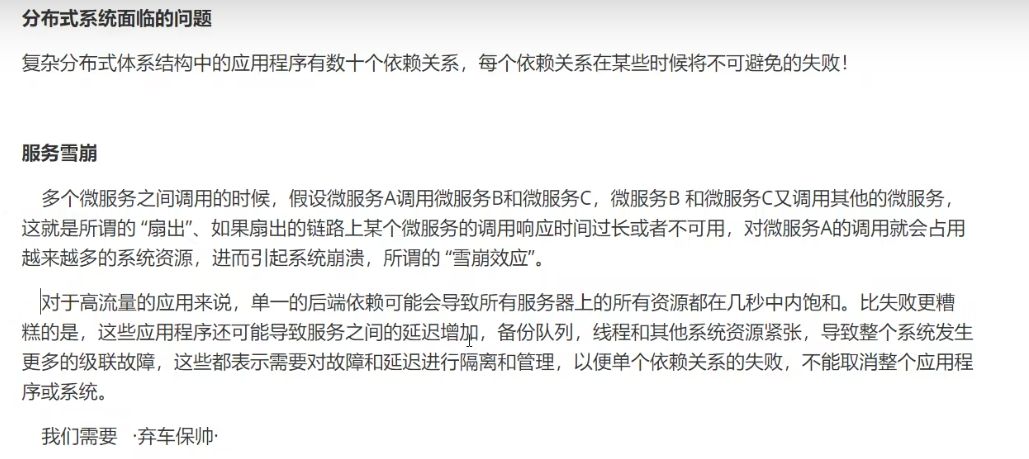 分布式系统面临的问题
复杂分布式体系结构中的应用程序有数十个依赖关系，每个依赖关系在某些时候将不可避免的失败！
服务雪崩
多个微服务之间调用的时候，假设微服务A调用微服务B和微服务C，微服务B 和微服务C又调用其他的微服务，
这就是所谓的 “扇出”、如果扇出的链路上某个微服务的调用响应时间过长或者不可用，对微服务A的调用就会占用
越来越多的系统资源，进而引起系统崩溃，所谓的 “雪崩效应”。
对于高流量的应用来说，单一的后端依赖可能会导致所有服务器上的所有资源都在几秒中内饱和。比失败更糟
糕的是，这些应用程序还可能导致服务之间的延迟增加，备份队列，线程和其他系统资源紧张，导致整个系统发生
更多的级联故障，这些都表示需要对故障和延迟进行隔离和管理，以便单个依赖关系的失败，不能取消整个应用程
序或系统。
我们需要 ·弃车保帅·